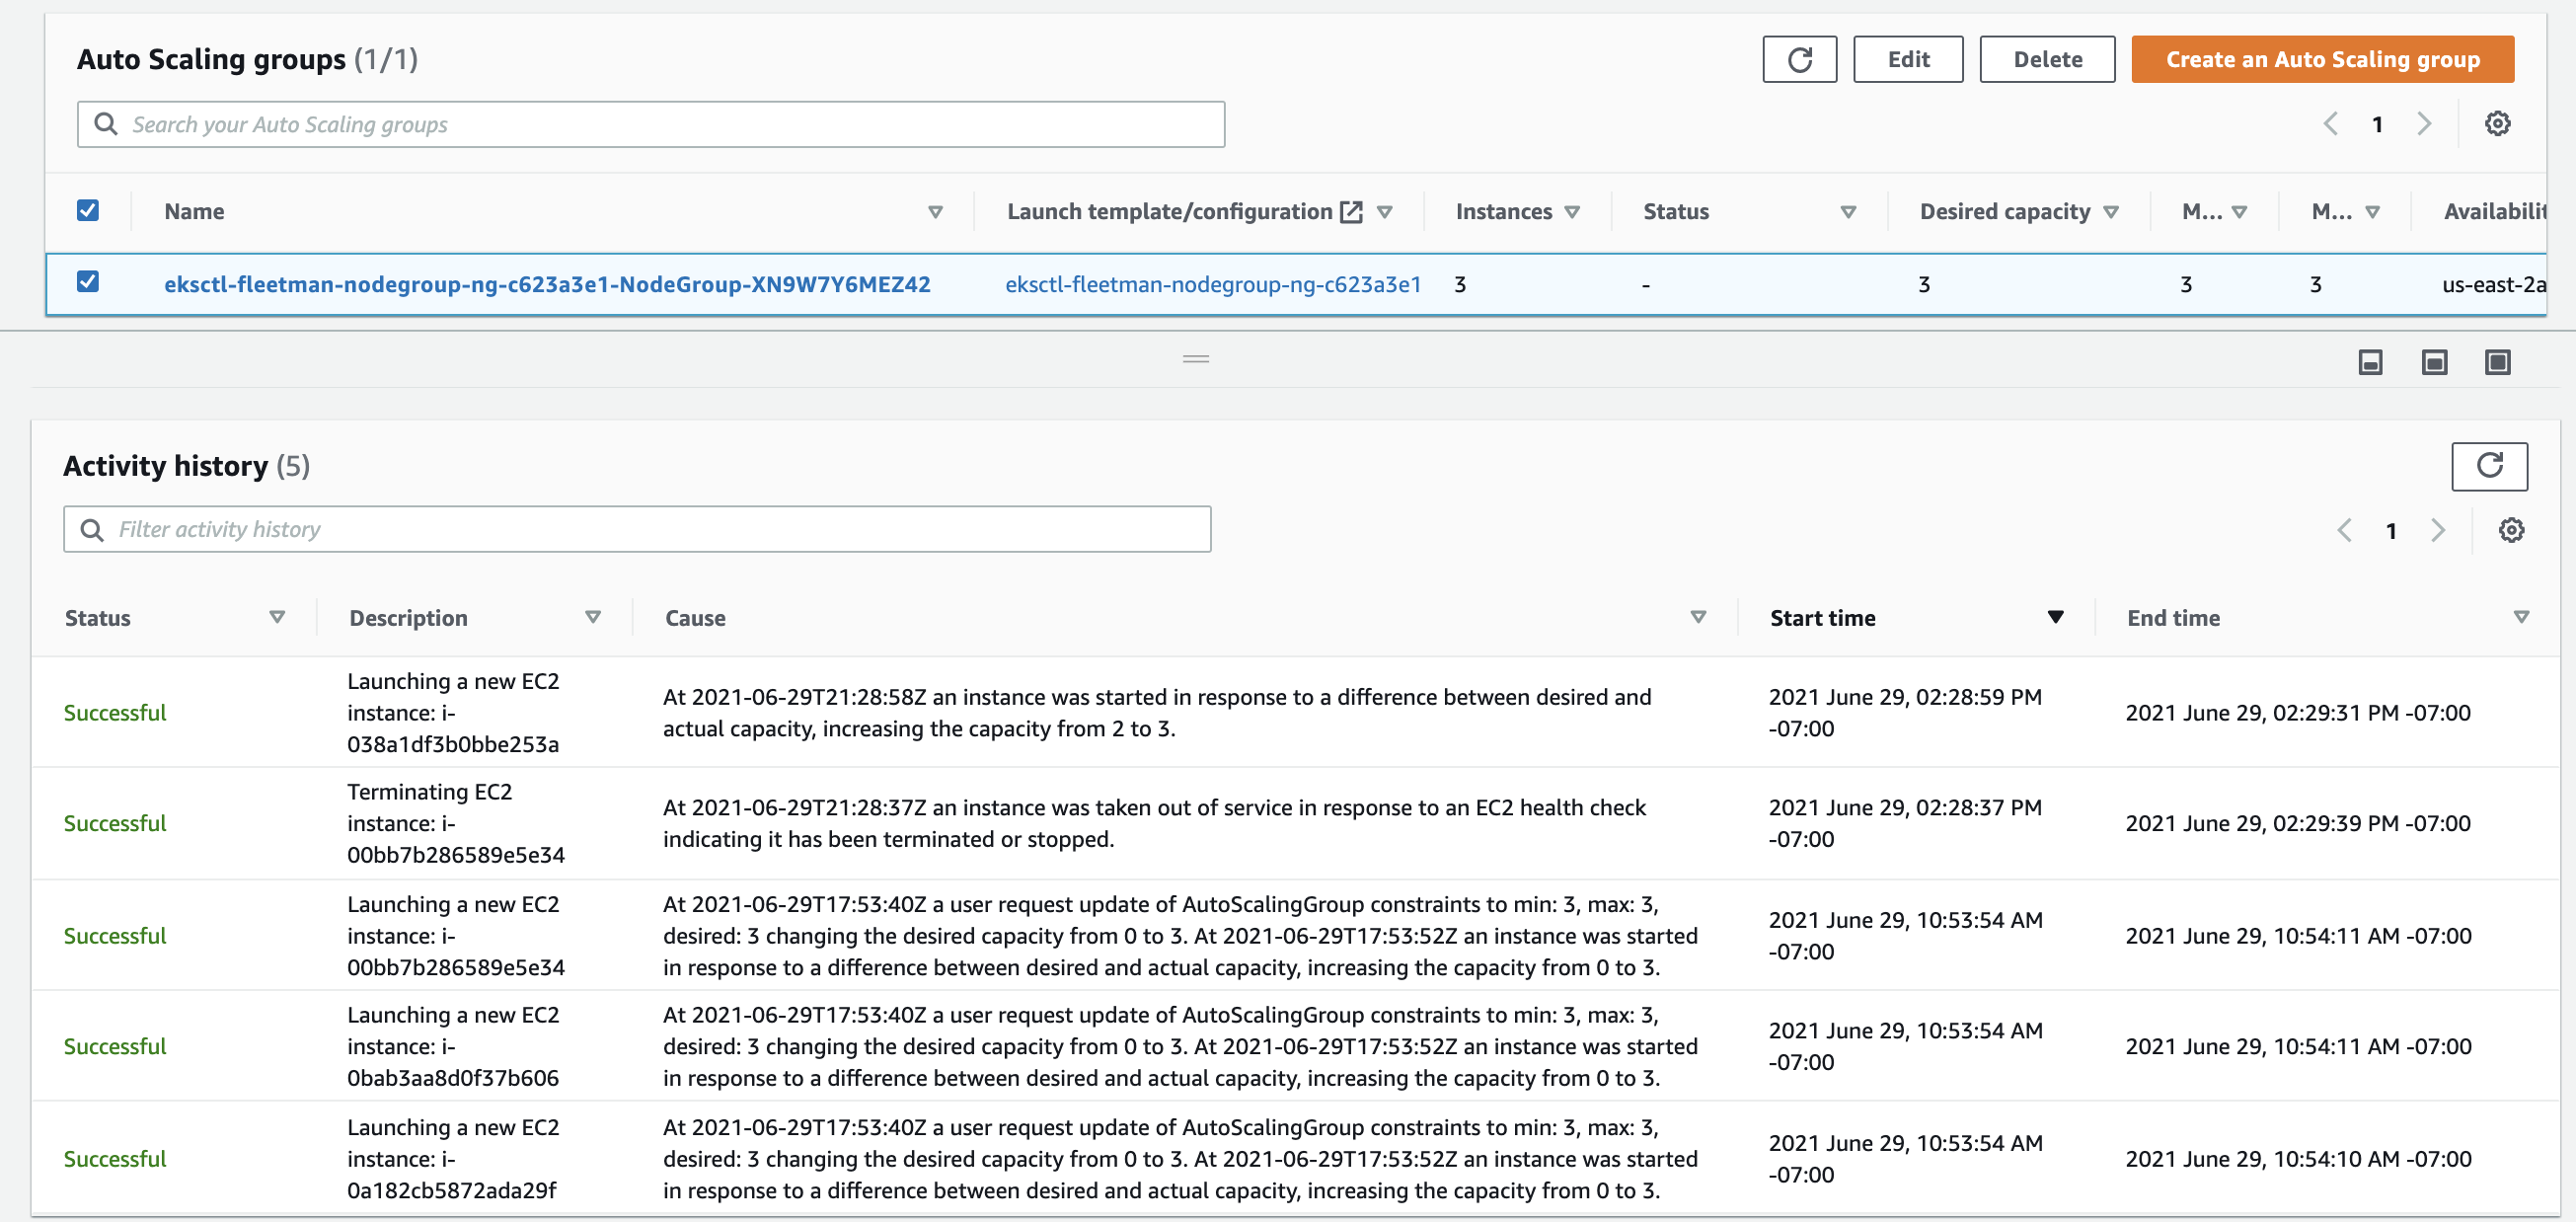 Auto Scaling groups (1/1)
Edit
Delete
Create an Auto Scaling group
Search your Auto Scaling groups
1
Name
Launch template/configuration
Instances
Status
Desired capacity
M...
M...
Availabilit
eksctl-fleetman-nodegroup-ng-c623a3e1-NodeGroup-XN9W7Y6MEZ42
eksctl-fleetman-nodegroup-ng-c623a3e1
3
-
3
3
3
us-east-2a
Activity history (5)
Filter activity history
1
Status
Description
Cause
Start time
End time
Successful
Launching a new EC2
instance: i-
038a1df3b0bbe253a
At 2021-06-29T21:28:58Z an instance was started in response to a difference between desired and
actual capacity, increasing the capacity from 2 to 3.
2021 June 29, 02:28:59 PM
-07:00
2021 June 29, 02:29:31 PM -07:00
Successful
Terminating EC2
instance: i-
00bb7b286589e5e34
At 2021-06-29T21:28:37Z an instance was taken out of service in response to an EC2 health check
indicating it has been terminated or stopped.
2021 June 29, 02:28:37 PM
-07:00
2021 June 29, 02:29:39 PM -07:00
Successful
Launching a new EC2
instance: i-
00bb7b286589e5e34
At 2021-06-29T17:53:40Z a user request update of AutoScalingGroup constraints to min: 3, max: 3,
desired: 3 changing the desired capacity from 0 to 3. At 2021-06-29T17:53:52Z an instance was started
in response to a difference between desired and actual capacity, increasing the capacity from 0 to 3.
2021 June 29, 10:53:54 AM
-07:00
2021 June 29, 10:54:11 AM -07:00
Successful
Launching a new EC2
instance: i-
0bab3aa8d0f37b606
At 2021-06-29T17:53:40Z a user request update of AutoScalingGroup constraints to min: 3, max: 3,
desired: 3 changing the desired capacity from 0 to 3. At 2021-06-29T17:53:52Z an instance was started
in response to a difference between desired and actual capacity, increasing the capacity from 0 to 3.
2021 June 29, 10:53:54 AM
-07:00
2021 June 29, 10:54:11 AM -07:00
Successful
Launching a new EC2
instance: i-
0a182cb5872ada29f
At 2021-06-29T17:53:40Z a user request update of AutoScalingGroup constraints to min: 3, max: 3,
desired: 3 changing the desired capacity from 0 to 3. At 2021-06-29T17:53:52Z an instance was started
in response to a difference between desired and actual capacity, increasing the capacity from 0 to 3.
2021 June 29, 10:53:54 AM
-07:00
2021 June 29, 10:54:10 AM -07:00